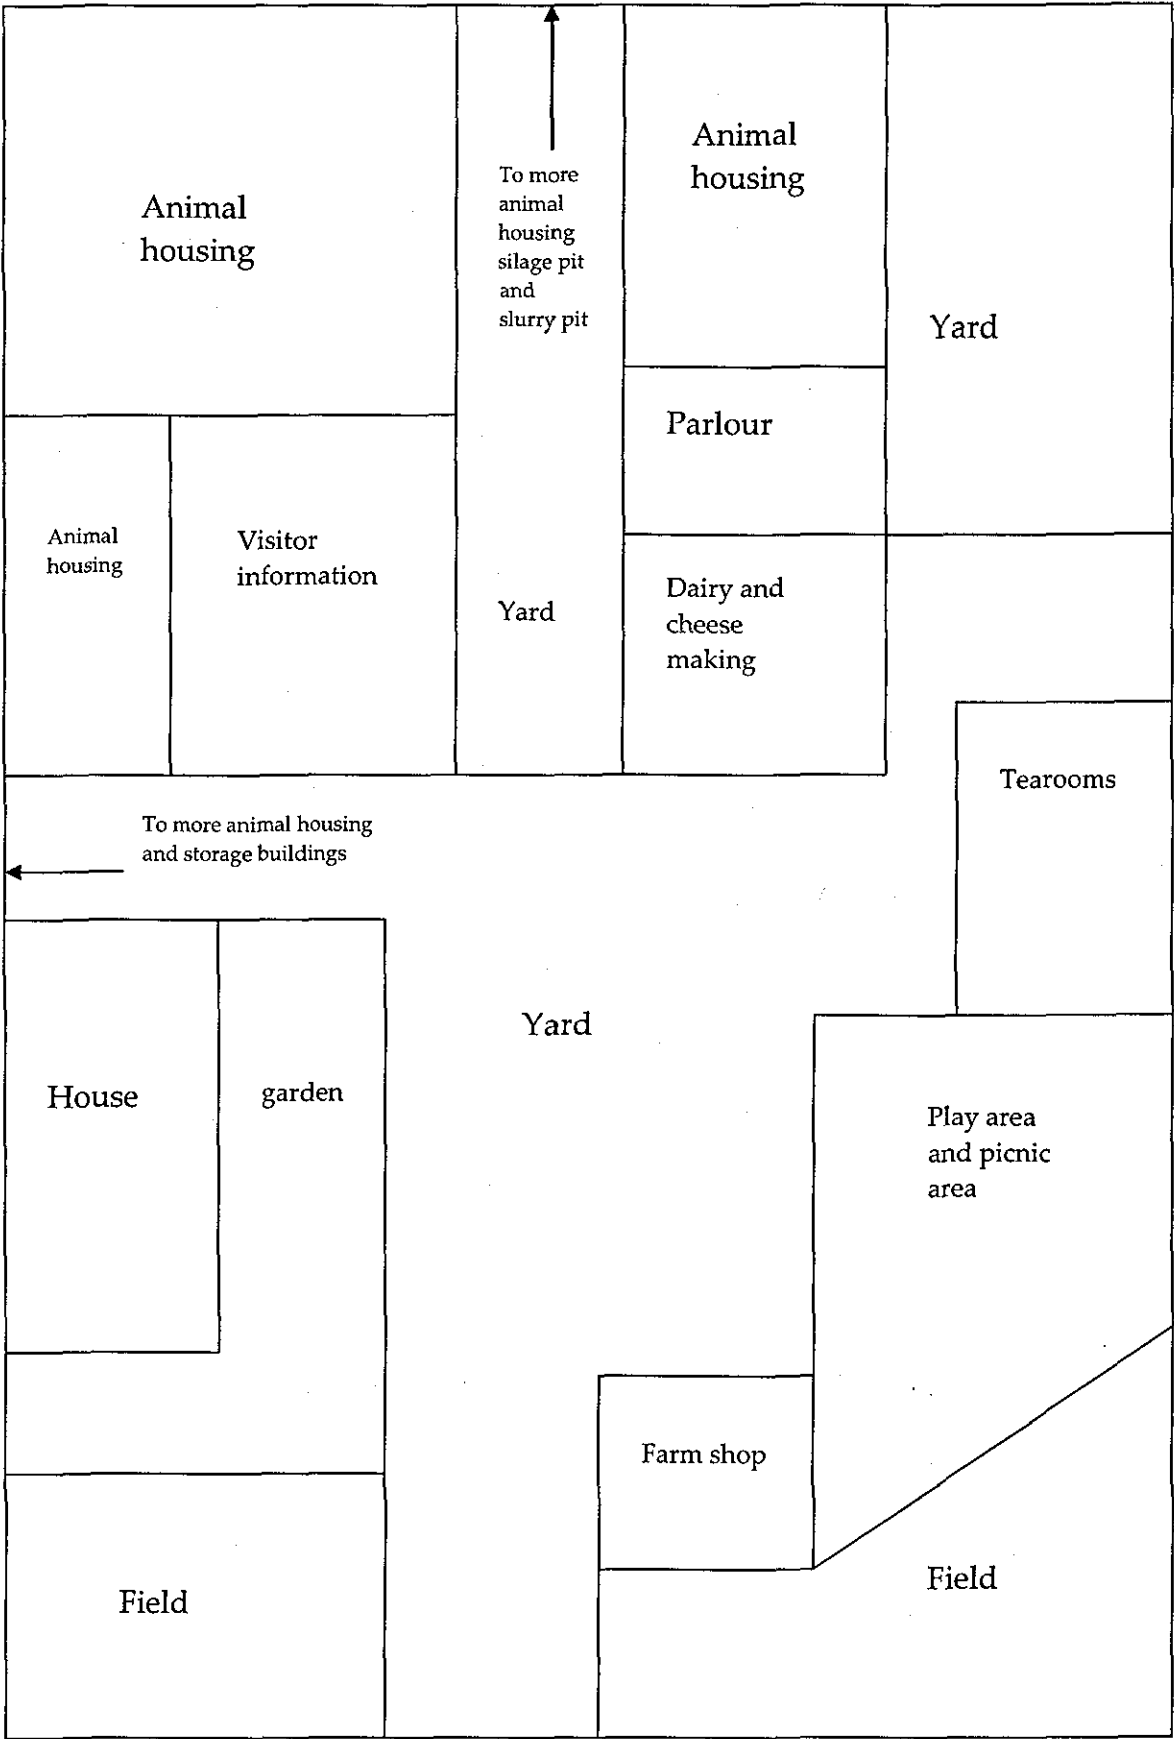 Animal
housing
To more
animal
housing
silage pit
and
slurry pit
Animal
housing
Yard
Parlour
Animal
housing
Visitor
information
Yard
Dairy and
cheese
making
Tearooms
To more animal housing
and storage buildings
Yard
House
garden
Play area
and picnic
area
Farm shop
Field
Field